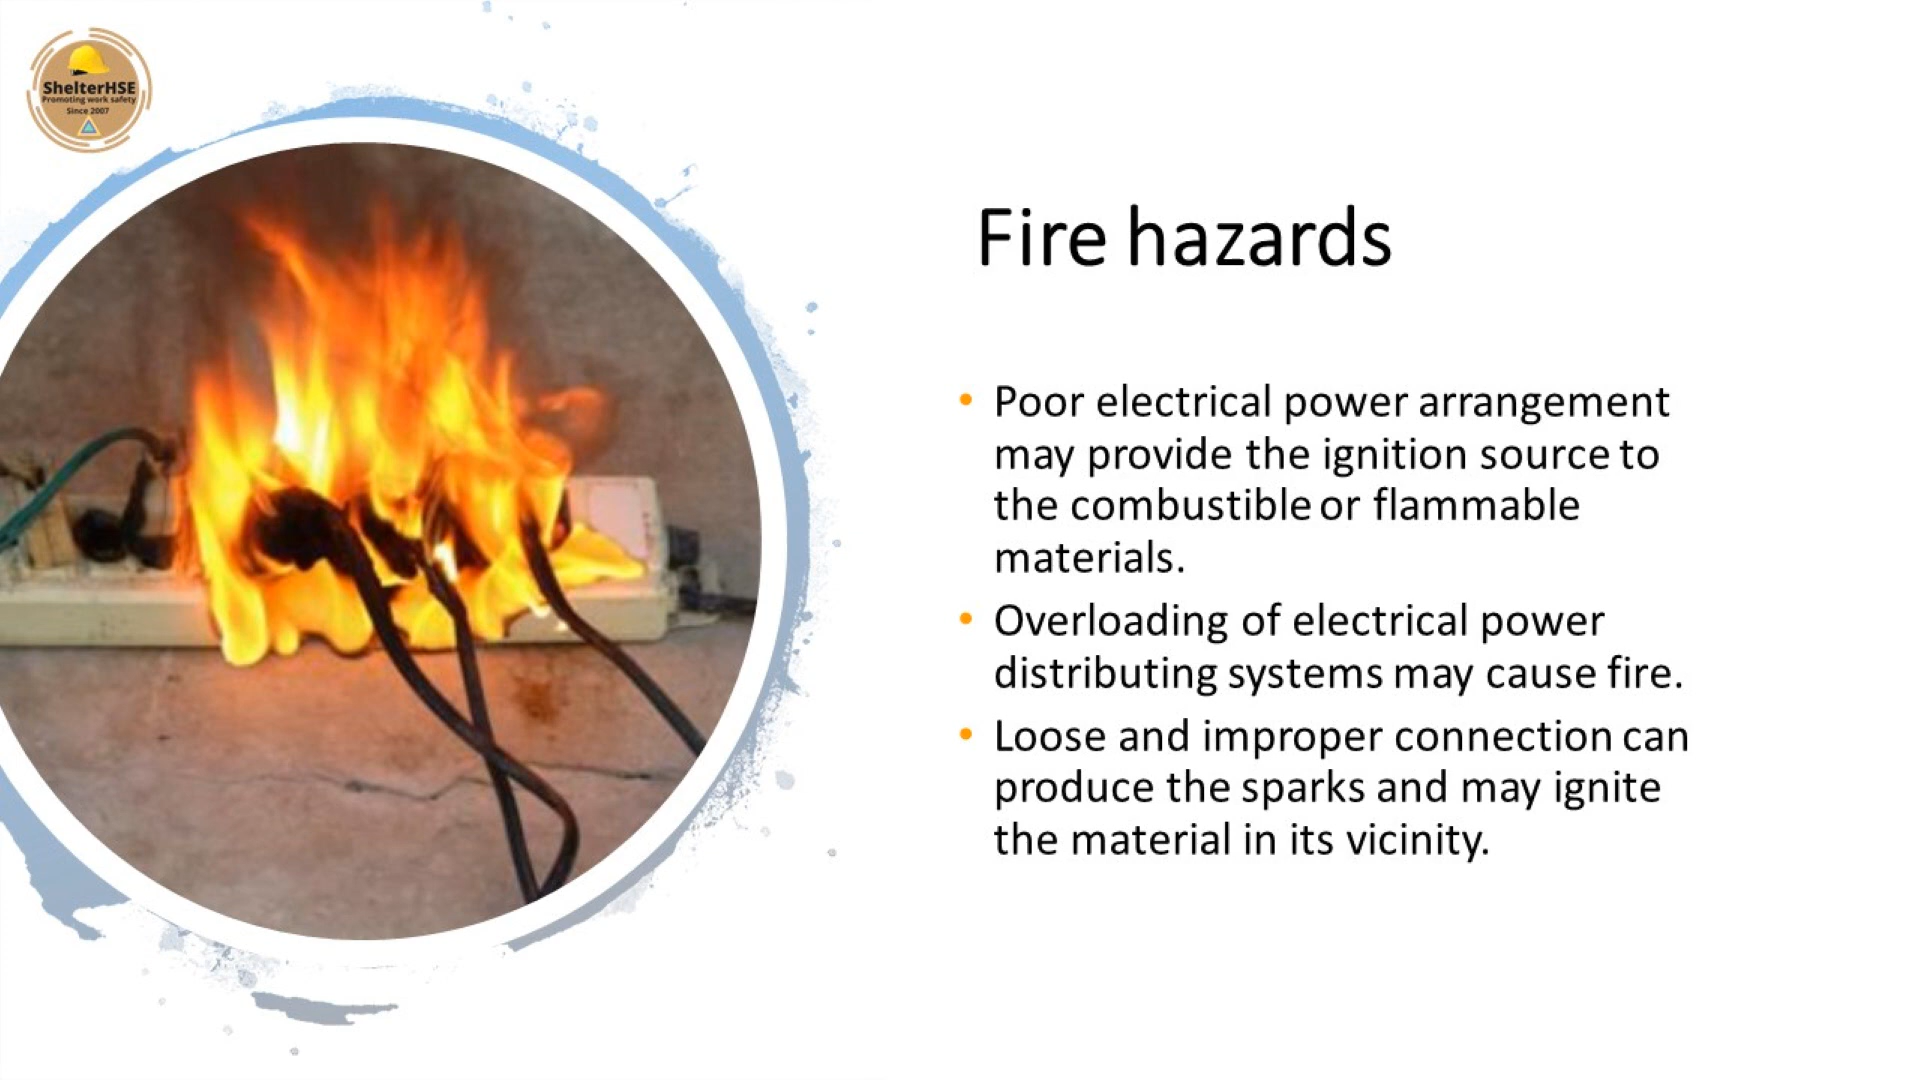 ShelterHSE
Promoting work safety
Since 2007
Fire hazards
• Poor electrical power arrangement
may provide the ignition source to
the combustible or flammable
materials.
• Overloading of electrical power
distributing systems may cause fire.
• Loose and improper connection can
produce the sparks and may ignite
the material in its vicinity.